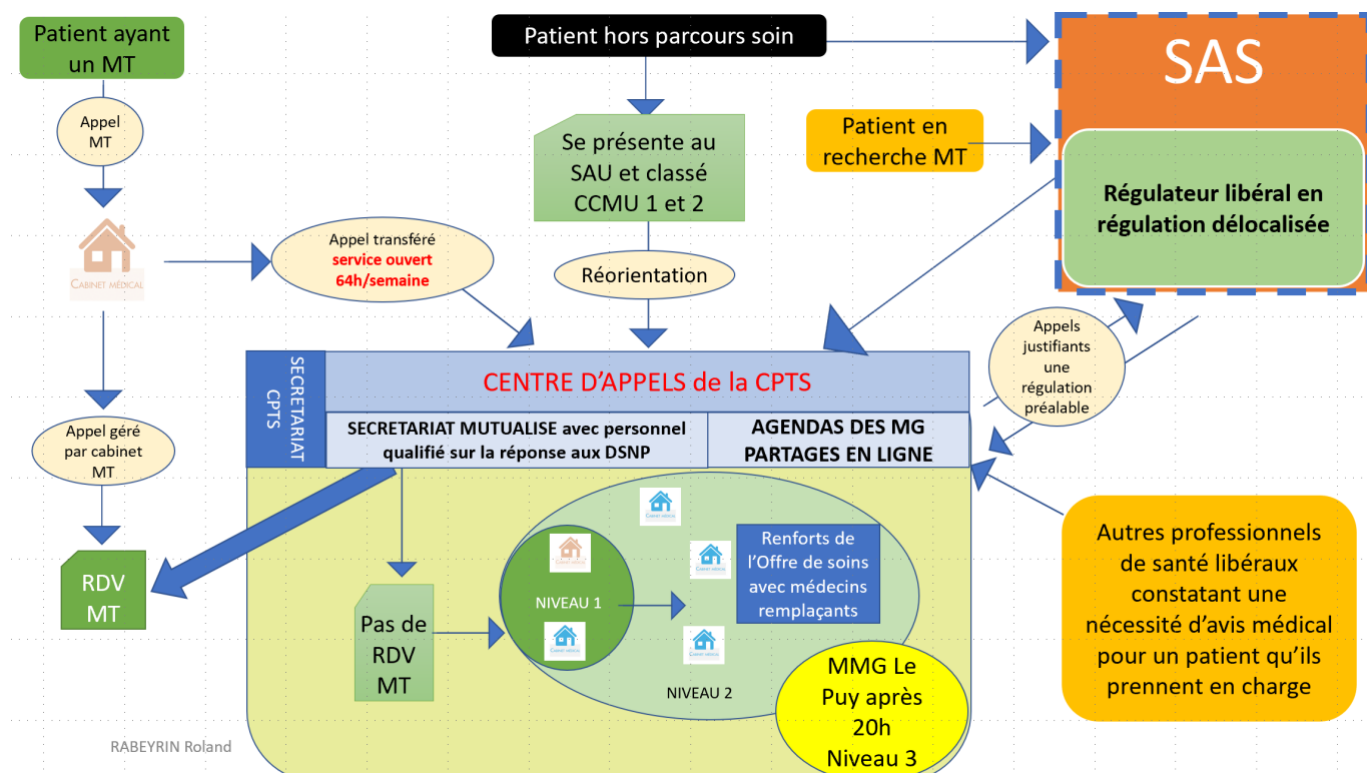 Patient ayant
un MT
Patient hors parcours soin
SAS
Appel
MT
Patient en
recherche MT
Se présente au
SAU et classé
CCMU 1 et 2
Régulateur libéral en
régulation délocalisée
CABINET MÉDICAL
Appel transféré
service ouvert
64h/semaine
Réorientation
Appels
justifiants
une
régulation
préalable
SECRETARIAT
CPTS
CENTRE D'APPELS de la CPTS
SECRETARIAT MUTUALISE avec personnel
qualifié sur la réponse aux DSNP
AGENDAS DES MG
PARTAGES EN LIGNE
Appel géré
par cabinet
MT
RDV
MT
Pas de
RDV
MT
NIVEAU 1
Renforts de
l'Offre de soins
avec médecins
remplaçants
NIVEAU 2
MMG Le
Puy après
20h
Niveau 3
Autres professionnels
de santé libéraux
constatant une
nécessité d'avis médical
pour un patient qu'ils
prennent en charge
RABEYRIN Roland